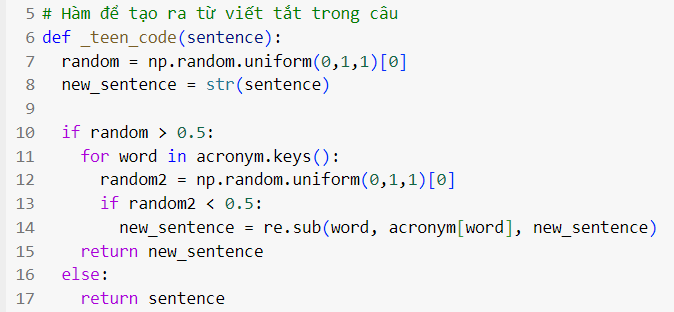 5 # Hàm để tạo ra từ viết tắt trong câu
6 def _teen_code(sentence):
7   random = np.random.uniform(0,1,1)[0]
8   new_sentence = str(sentence)
9
10   if random > 0.5:
11     for word in acronym.keys():
12       random2 = np.random.uniform(0,1,1)[0]
13       if random2 < 0.5:
14         new_sentence = re.sub(word, acronym[word], new_sentence)
15     return new_sentence
16   else:
17     return sentence